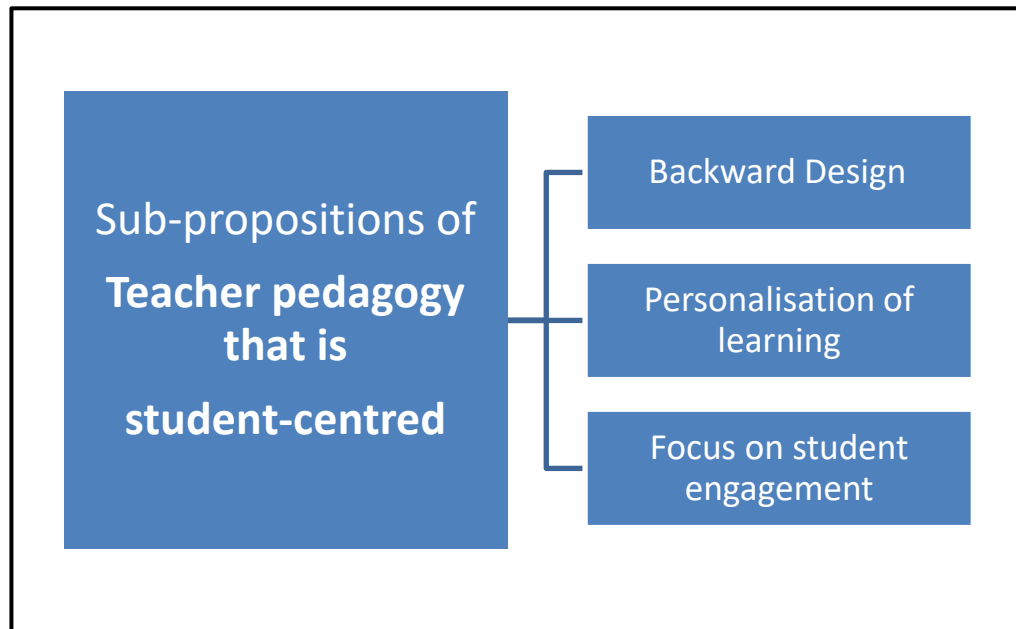 Sub-propositions of
Teacher pedagogy
that is
student-centred
Backward Design
Personalisation of
learning
Focus on student
engagement